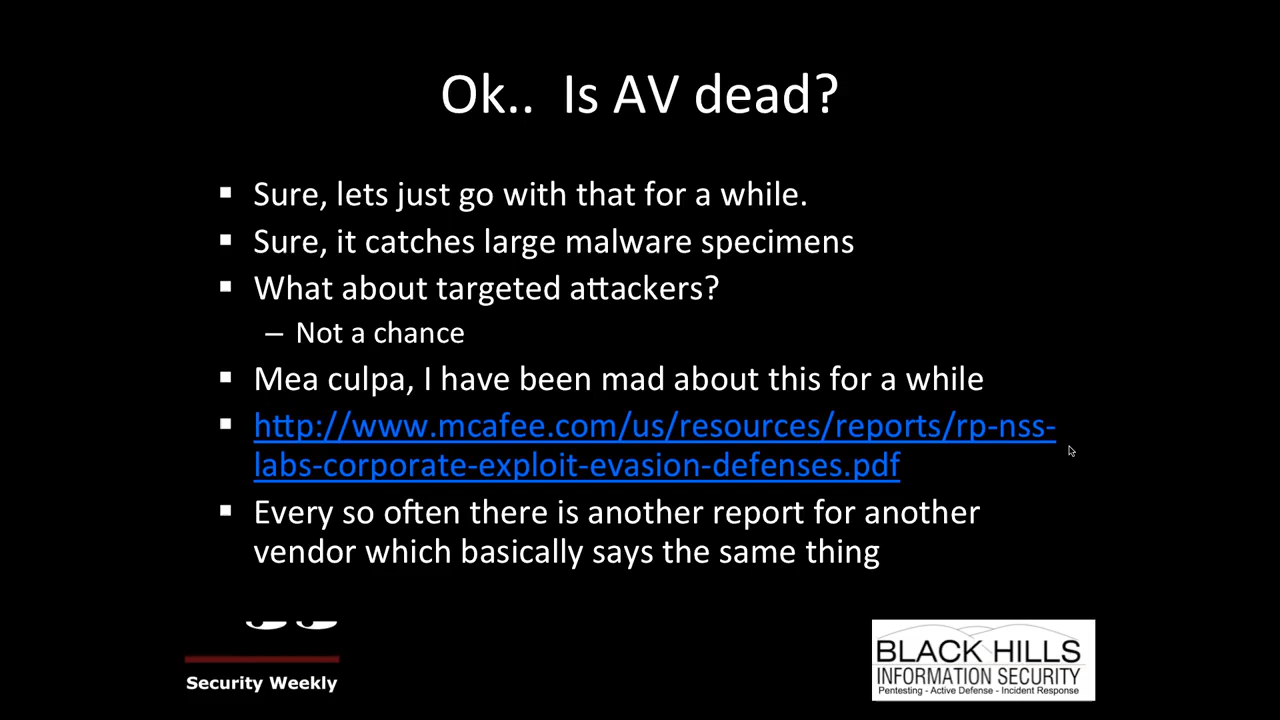 Ok.. Is AV dead?
▪ Sure, lets just go with that for a while.
▪ Sure, it catches large malware specimens
▪ What about targeted attackers?
– Not a chance
▪ Mea culpa, I have been mad about this for a while
▪ http://www.mcafee.com/us/resources/reports/rp-nss-
labs-corporate-exploit-evasion-defenses.pdf
▪ Every so often there is another report for another
vendor which basically says the same thing
Security Weekly
BLACK HILLS
INFORMATION SECURITY
Pentesting - Active Defense - Incident Response